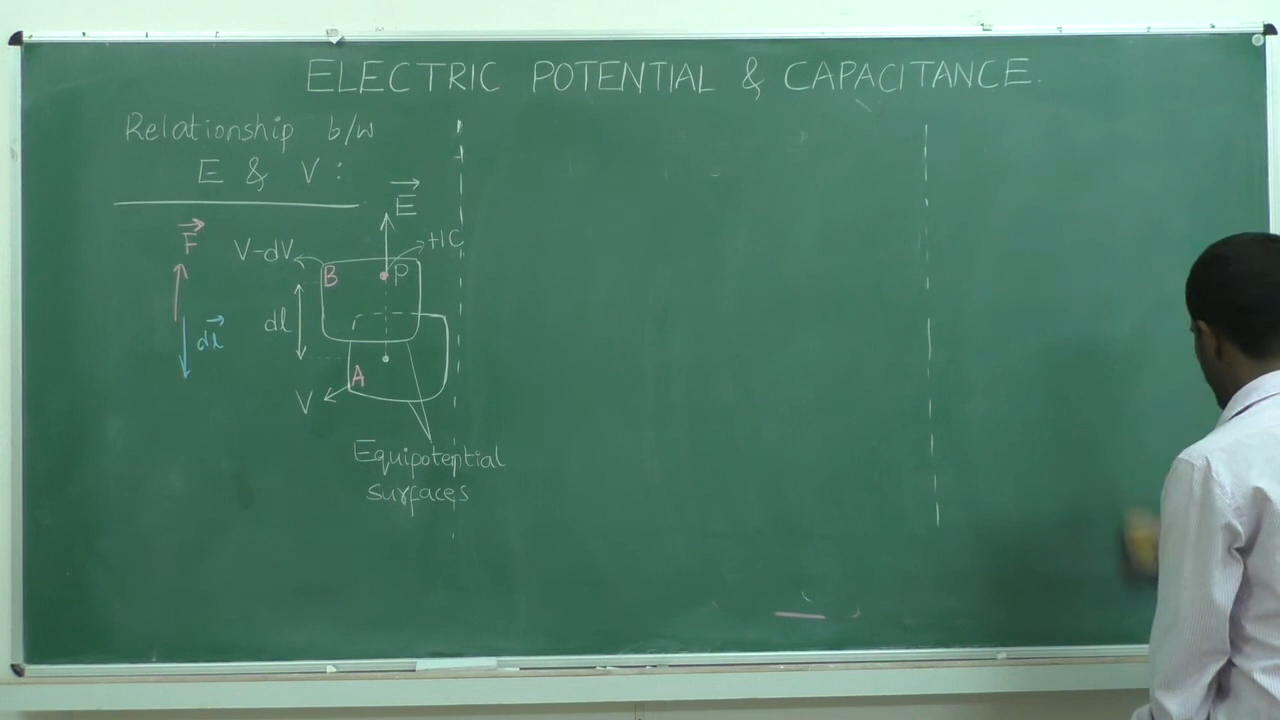 ELECTRIC POTENTIAL & CAPACITANCE.
Relationship b/w
E & V:
E
F
V-dV
+1C
B
P
dl
dl
A
V
Equipotential
surfaces